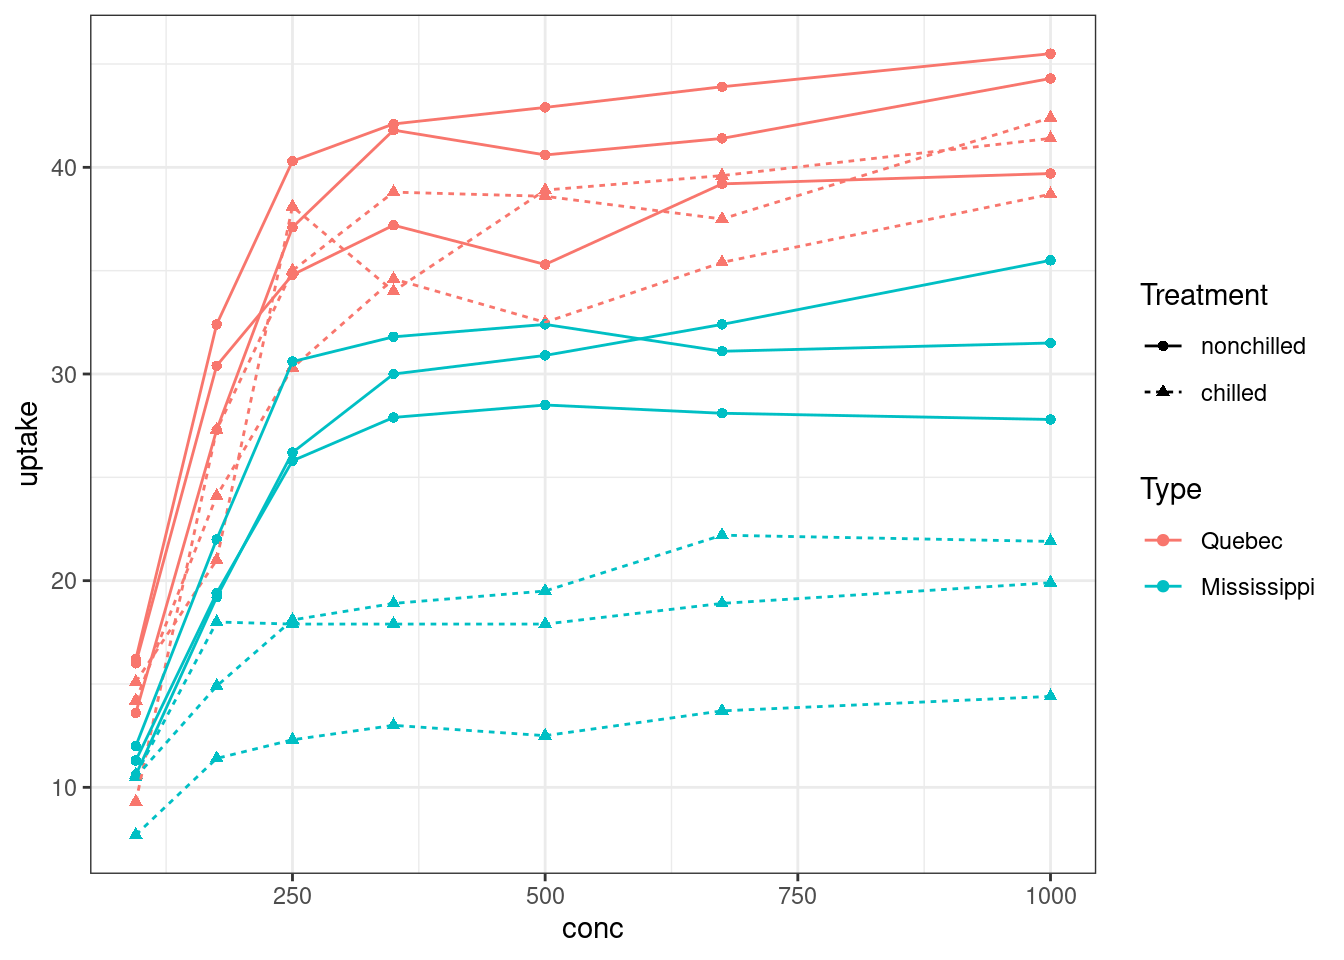 40
30
20
10
uptake
250
500
750
1000
conc
Treatment
nonchilled
chilled
Type
Quebec
Mississippi